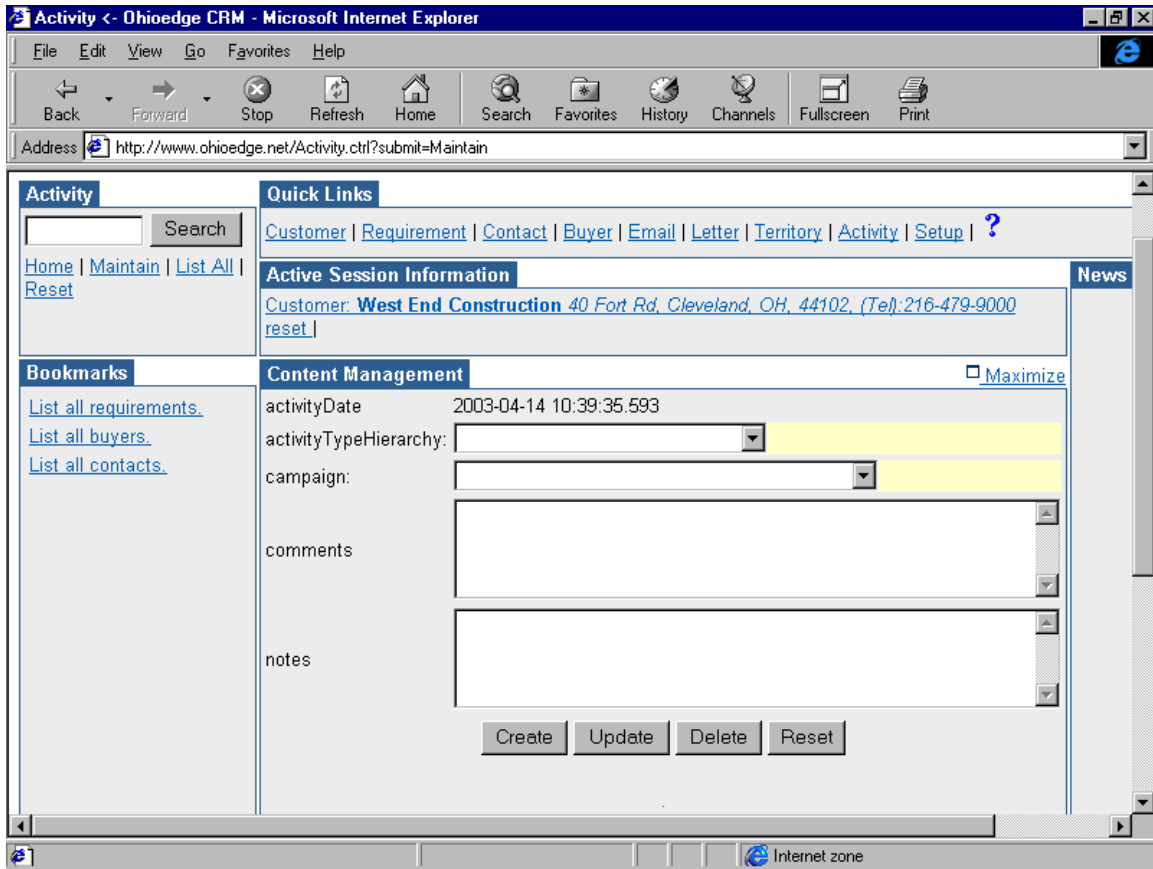 Activity <- Ohioedge CRM - Microsoft Internet Explorer
File Edit View Go Favorites Help
Back Forward Stop Refresh Home Search Favorites History Channels Fullscreen Print
Address http://www.ohioedge.net/Activity.ctrl?submit=Maintain
Activity
Search
Home | Maintain | List All |
Reset
Quick Links
Customer | Requirement | Contact | Buyer | Email | Letter | Territory | Activity | Setup | ?
Active Session Information
Customer: West End Construction 40 Fort Rd, Cleveland, OH, 44102, (Tel):216-479-9000
reset |
News
Bookmarks
List all requirements.
List all buyers.
List all contacts.
Content Management
Maximize
activityDate 2003-04-14 10:39:35.593
activityTypeHierarchy:
campaign:
comments
notes
Create Update Delete Reset
Internet zone